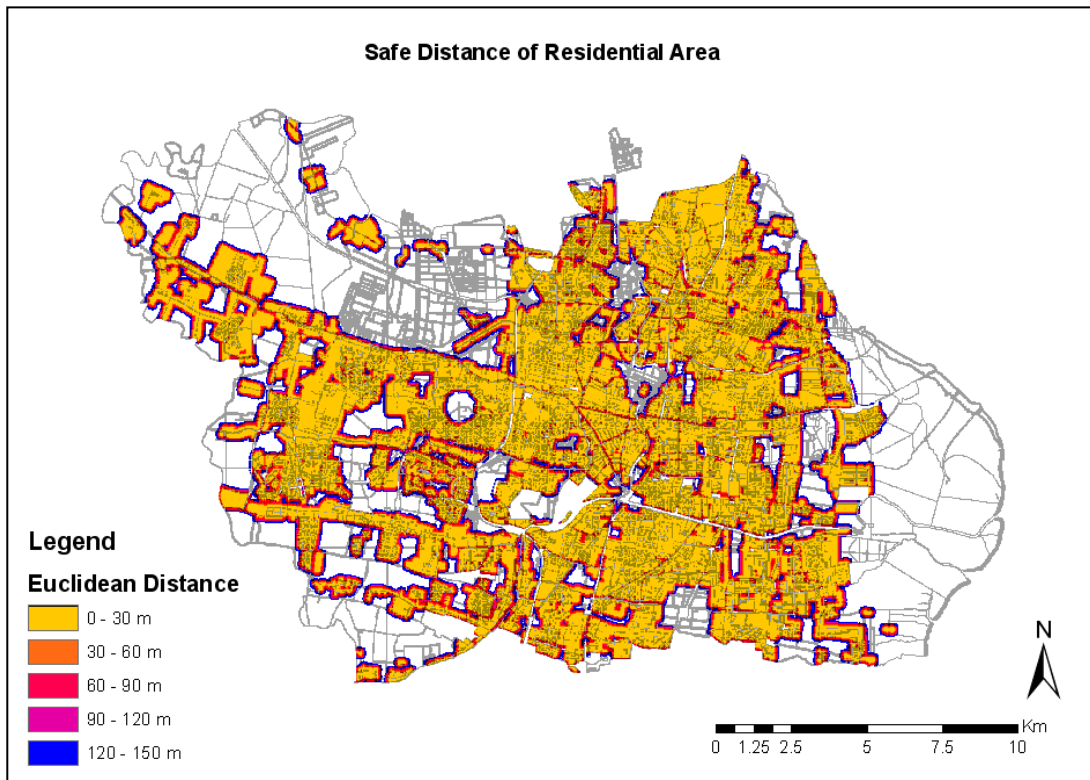 Safe Distance of Residential Area
Legend
Euclidean Distance
0 - 30 m
30 - 60 m
60 - 90 m
90 - 120 m
120 - 150 m
N
Km
0 1.25 2.5 5 7.5 10